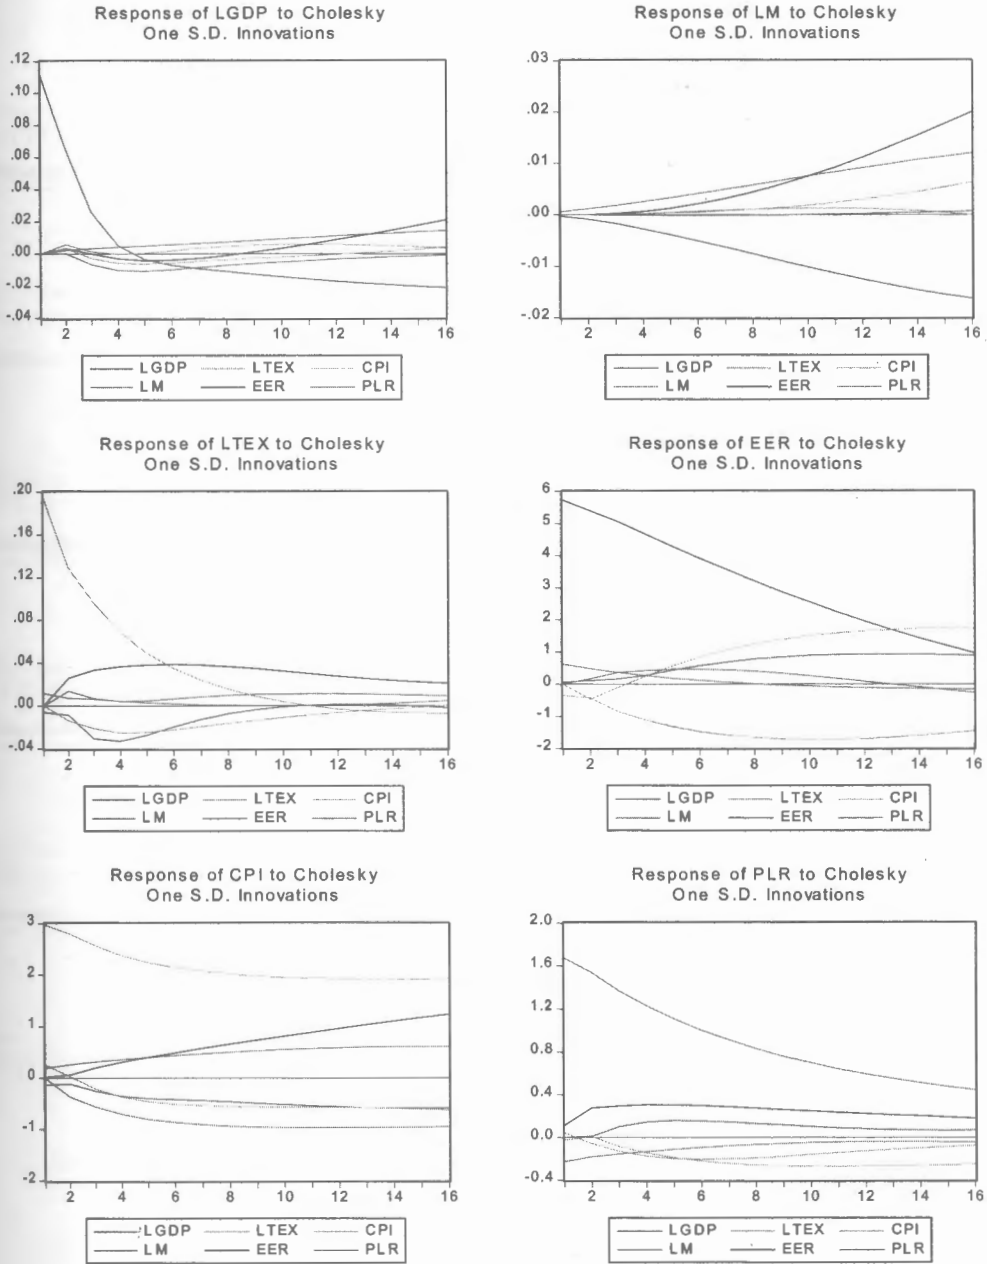 Response of LGDP to Cholesky
One S.D. Innovations
.12
.10
.08
.06
.04
.02
.00
-.02
-.04
2 4 6 8 10 12 14 16
LGDP LTEX CPI
LM EER PLR
Response of LM to Cholesky
One S.D. Innovations
.03
.02
.01
.00
-.01
-.02
2 4 6 8 10 12 14 16
LGDP LTEX CPI
LM EER PLR
Response of LTEX to Cholesky
One S.D. Innovations
.20
.16
.12
.08
.04
.00
-.04
2 4 6 8 10 12 14 16
LGDP LTEX CPI
LM EER PLR
Response of EER to Cholesky
One S.D. Innovations
6
5
4
3
2
1
0
-1
-2
2 4 6 8 10 12 14 16
LGDP LTEX CPI
LM EER PLR
Response of CPI to Cholesky
One S.D. Innovations
3
2
1
0
-1
-2
2 4 6 8 10 12 14 16
LGDP LTEX CPI
LM EER PLR
Response of PLR to Cholesky
One S.D. Innovations
2.0
1.6
1.2
0.8
0.4
0.0
-0.4
2 4 6 8 10 12 14 16
LGDP LTEX CPI
LM EER PLR